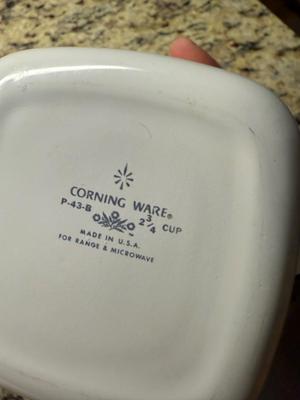 CORNING WARE®
P-43-B 2 3/4 CUP
MADE IN U.S.A.
FOR RANGE & MICROWAVE